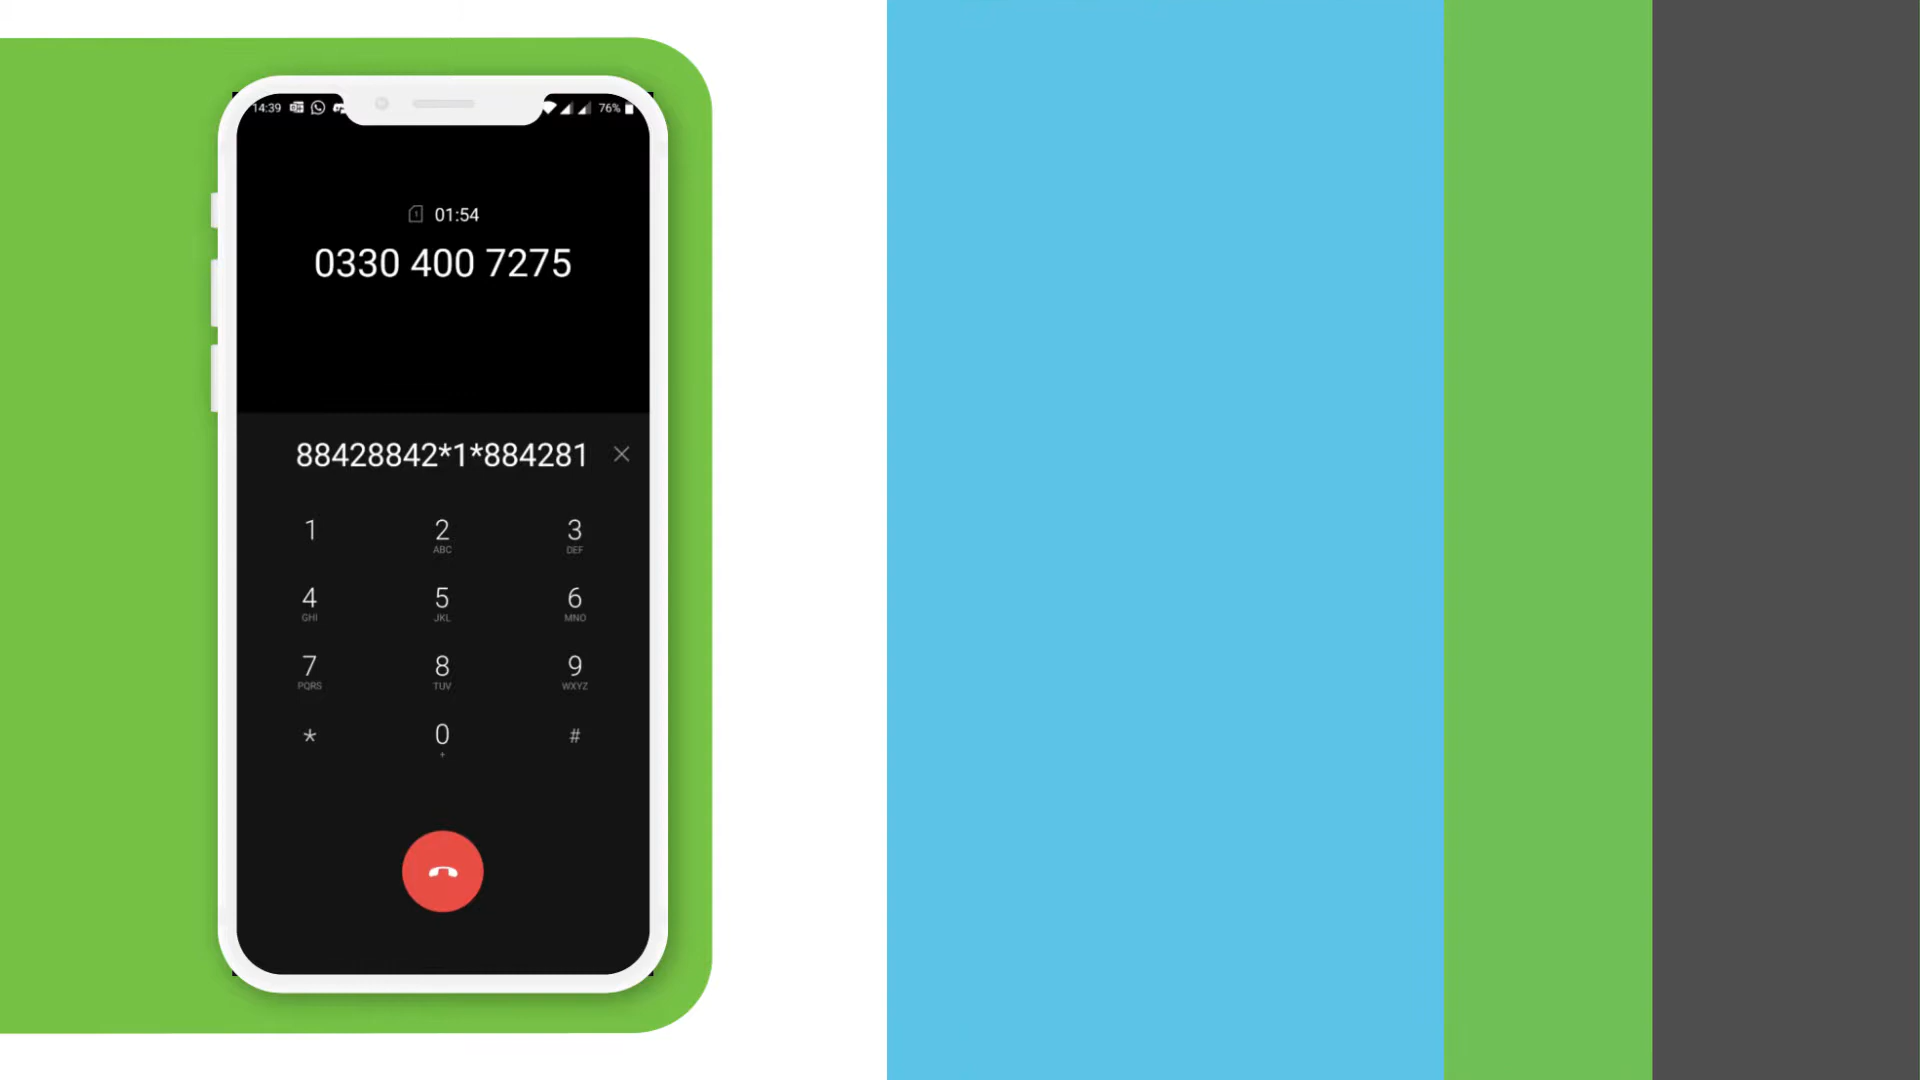 14:39 76%
1 01:54
0330 400 7275
88428842*1*884281
1 2 3
ABC DEF
4 5 6
GHI JKL MNO
7 8 9
PQRS TUV WXYZ
* 0 #
+